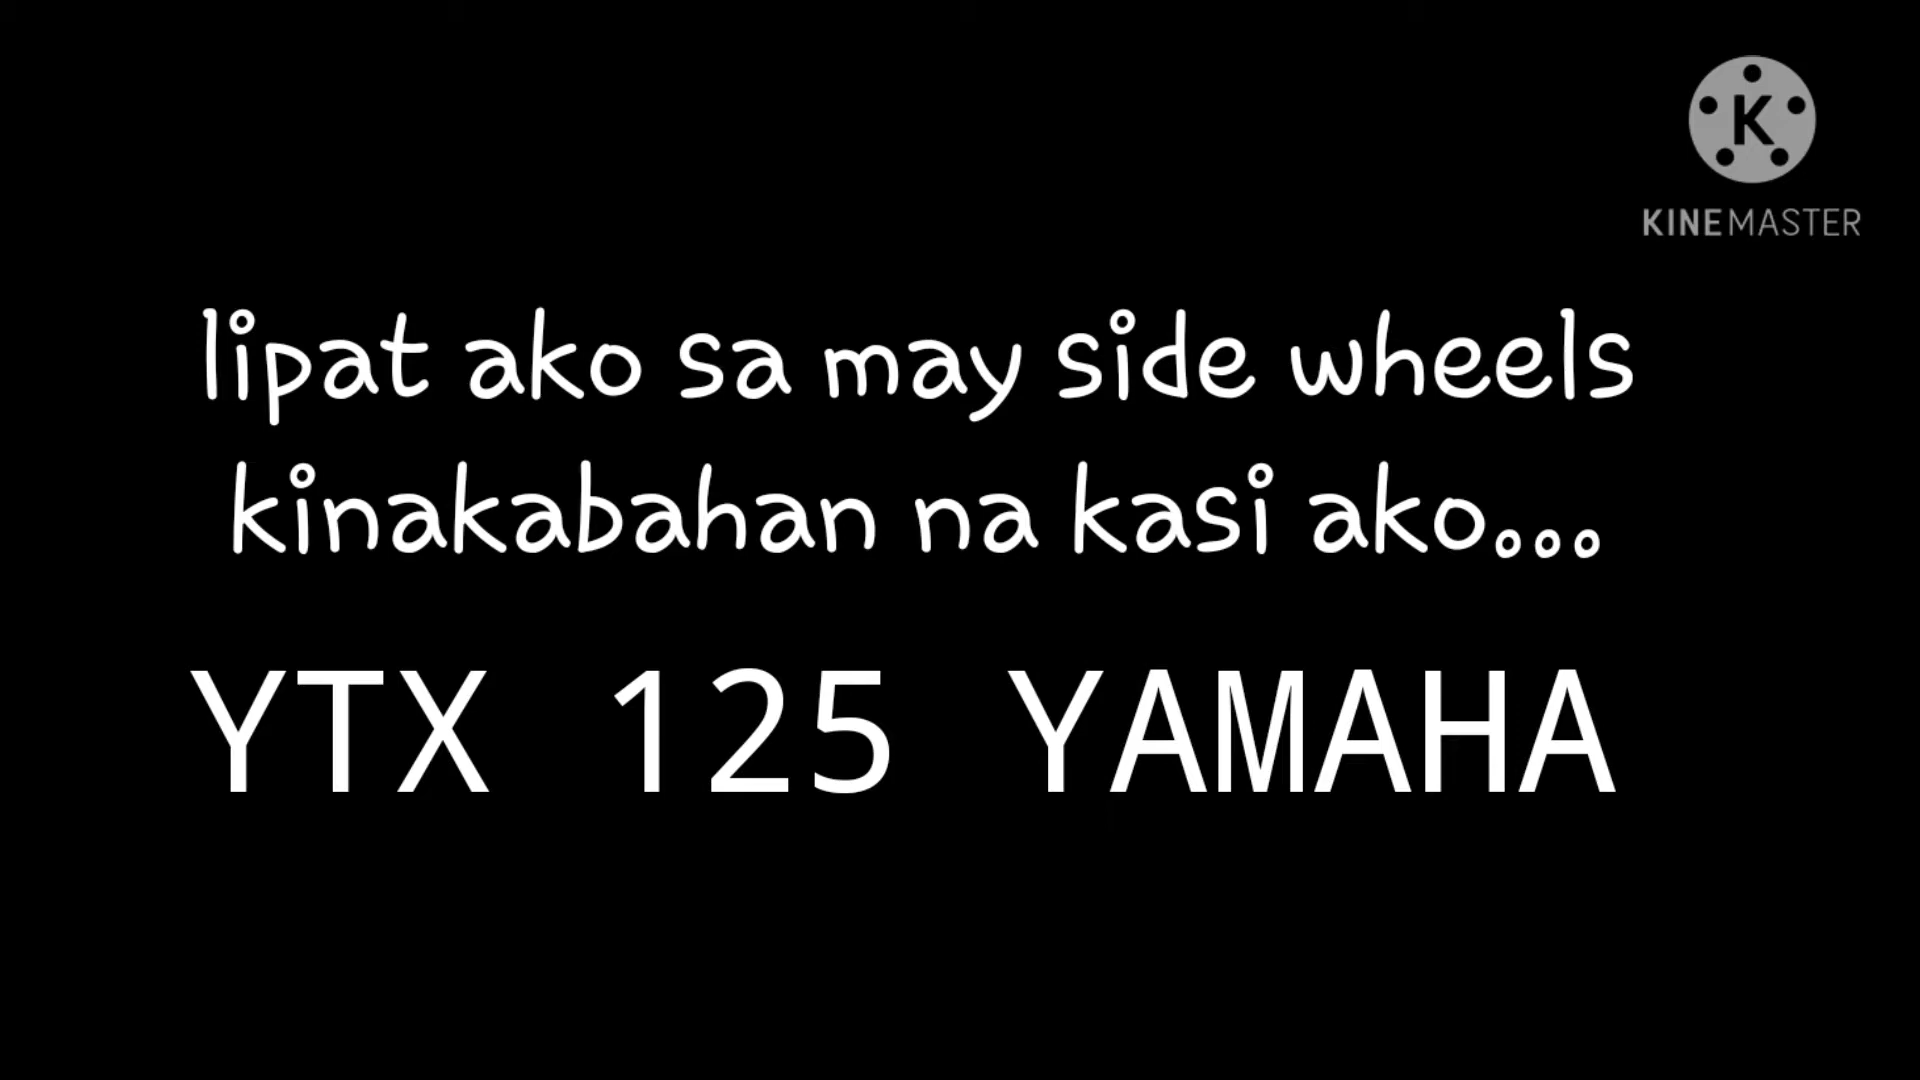 K
KINEMASTER
lipat ako sa may side wheels
kinakabahan na kasi ako...
YTX 125 YAMAHA